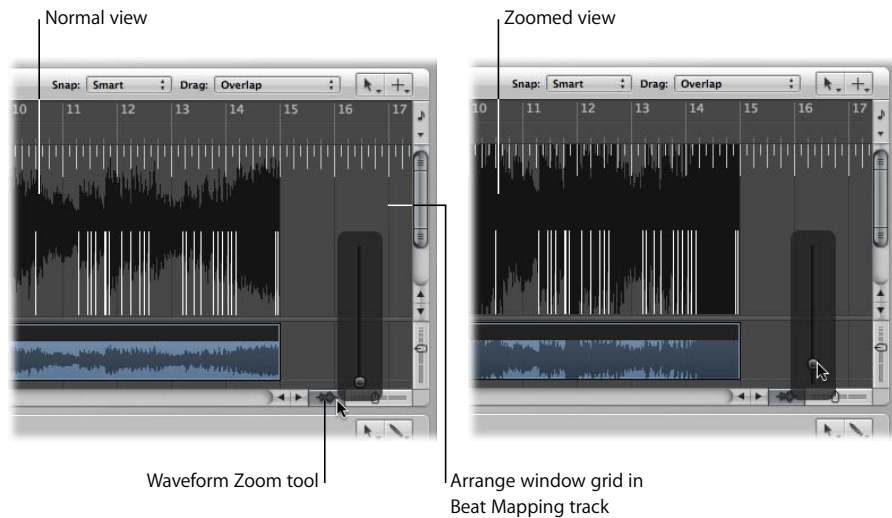 Normal view
Zoomed view
Snap: Smart Drag: Overlap
10 11 12 13 14 15 16 17
Snap: Smart Drag: Overlap
10 11 12 13 14 15 16 17
Waveform Zoom tool
Arrange window grid in
Beat Mapping track